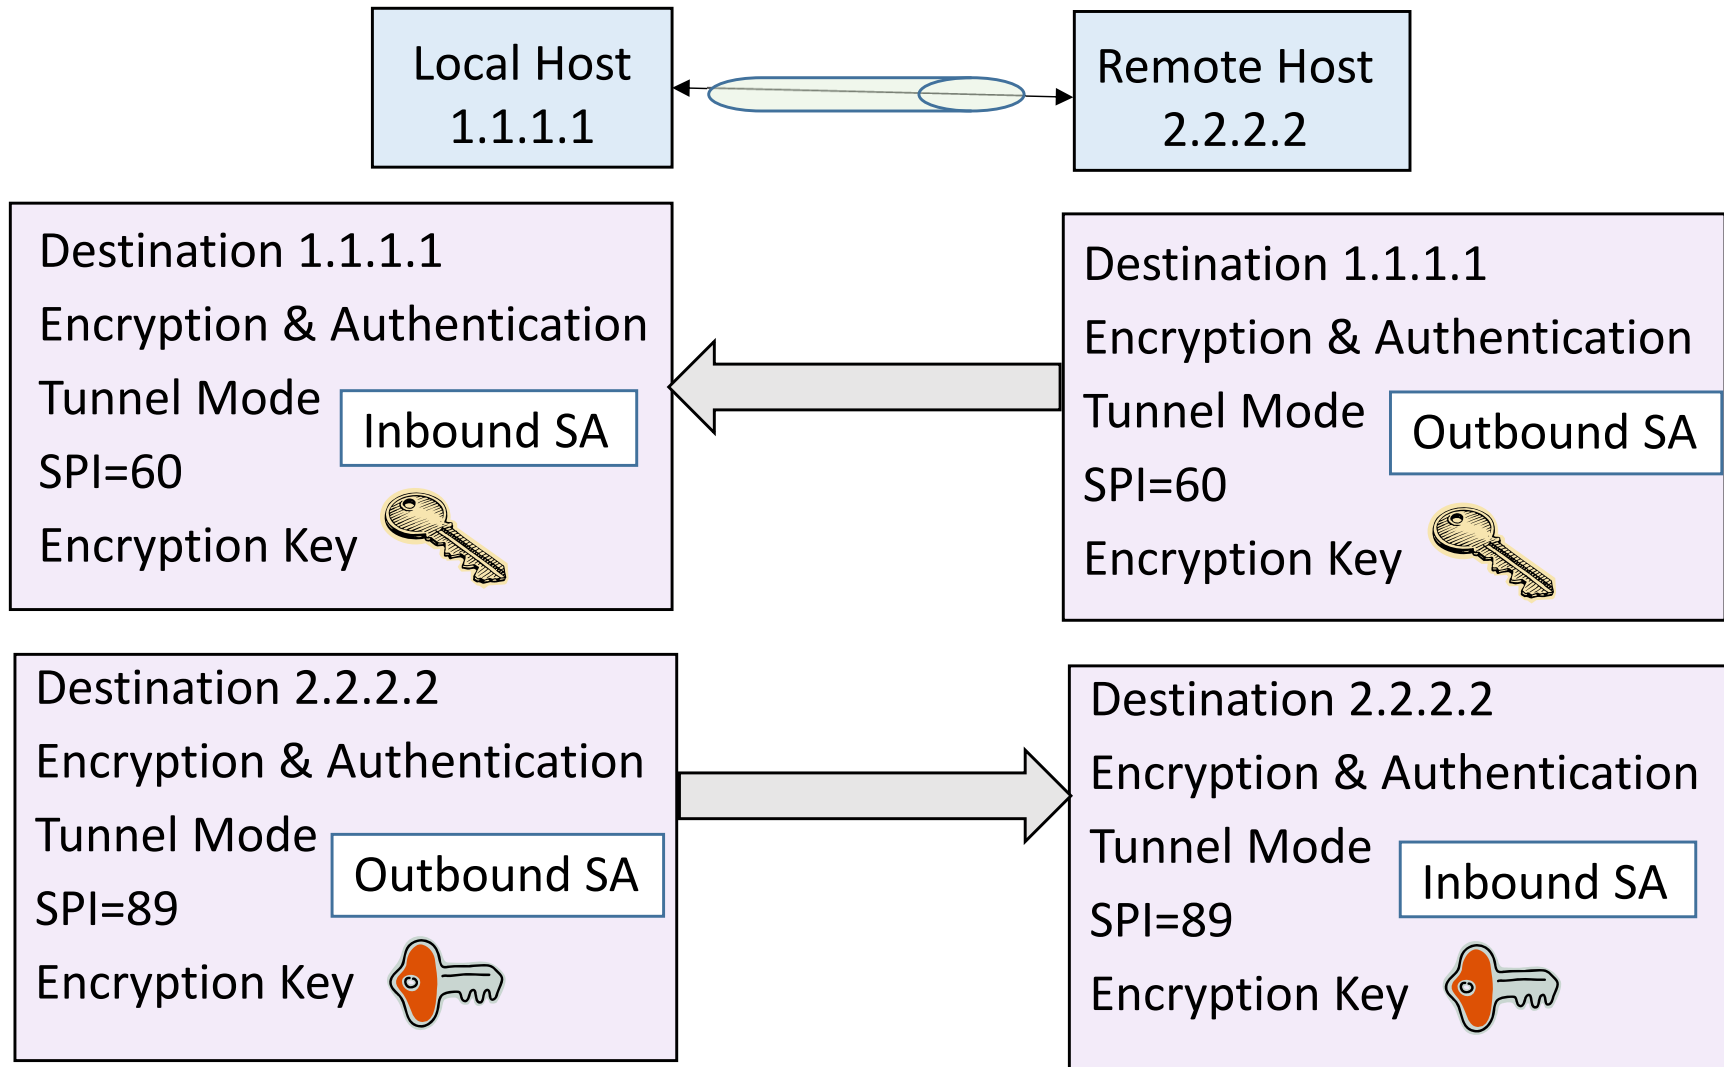 Local Host
1.1.1.1
Remote Host
2.2.2.2
Destination 1.1.1.1
Encryption & Authentication
Tunnel Mode
Inbound SA
SPI=60
Encryption Key
Destination 1.1.1.1
Encryption & Authentication
Tunnel Mode
Outbound SA
SPI=60
Encryption Key
Destination 2.2.2.2
Encryption & Authentication
Tunnel Mode
Outbound SA
SPI=89
Encryption Key
Destination 2.2.2.2
Encryption & Authentication
Tunnel Mode
Inbound SA
SPI=89
Encryption Key